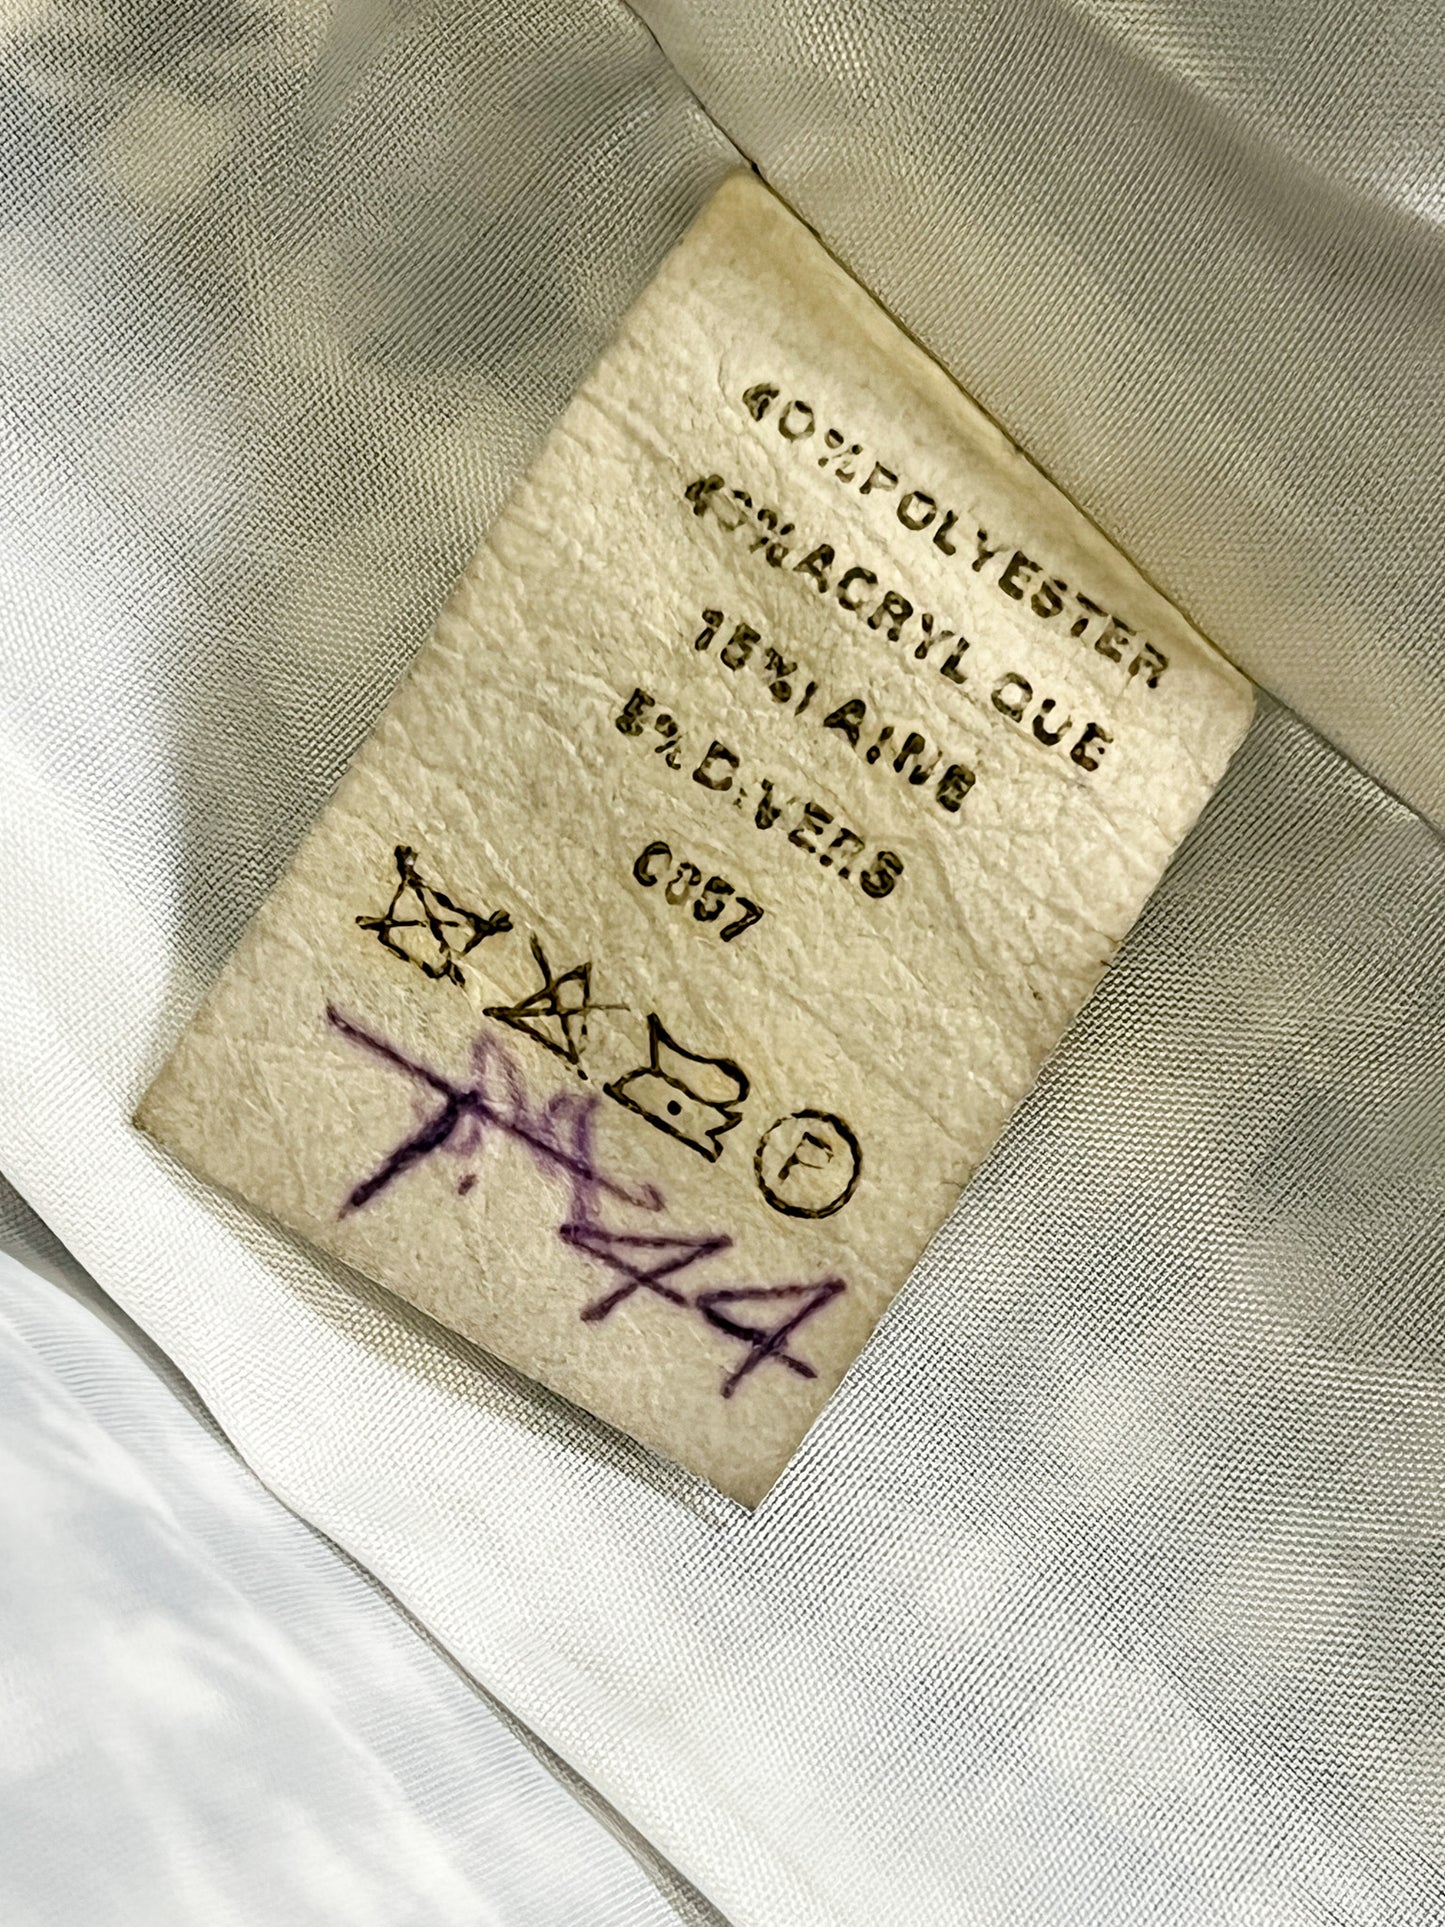 40% POLYESTER
40% ACRYLIQUE
15% LAINE
5% DIVERS
C057
P
T. 44